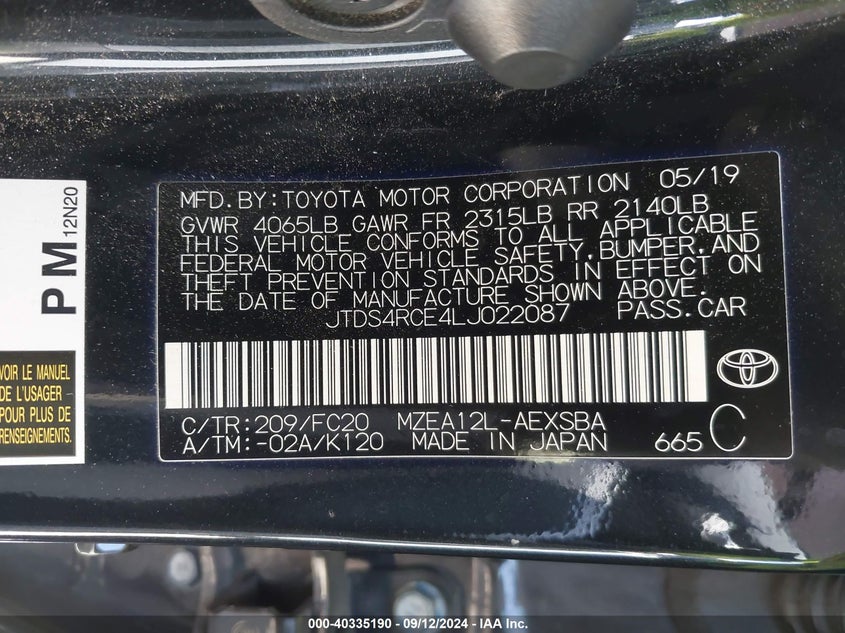 PM 12N20
VOIR LE MANUEL
DE L'USAGER
POUR PLUS DE
RENSEIGNEMENTS.
MFD.BY:TOYOTA MOTOR CORPORATION 05/19
GVWR 4065LB GAWR FR 2315LB RR 2140LB
THIS VEHICLE CONFORMS TO ALL APPLICABLE
FEDERAL MOTOR VEHICLE SAFETY,BUMPER,AND
THEFT PREVENTION STANDARDS IN EFFECT ON
THE DATE OF MANUFACTURE SHOWN ABOVE.
JTDS4RCE4LJ022087 PASS.CAR
C/TR:209/FC20 MZEA12L-AEXSBA
A/TM:-02A/K120 MADE IN JAPAN 665 C
000-40335190 - 09/12/2024 - IAA Inc.